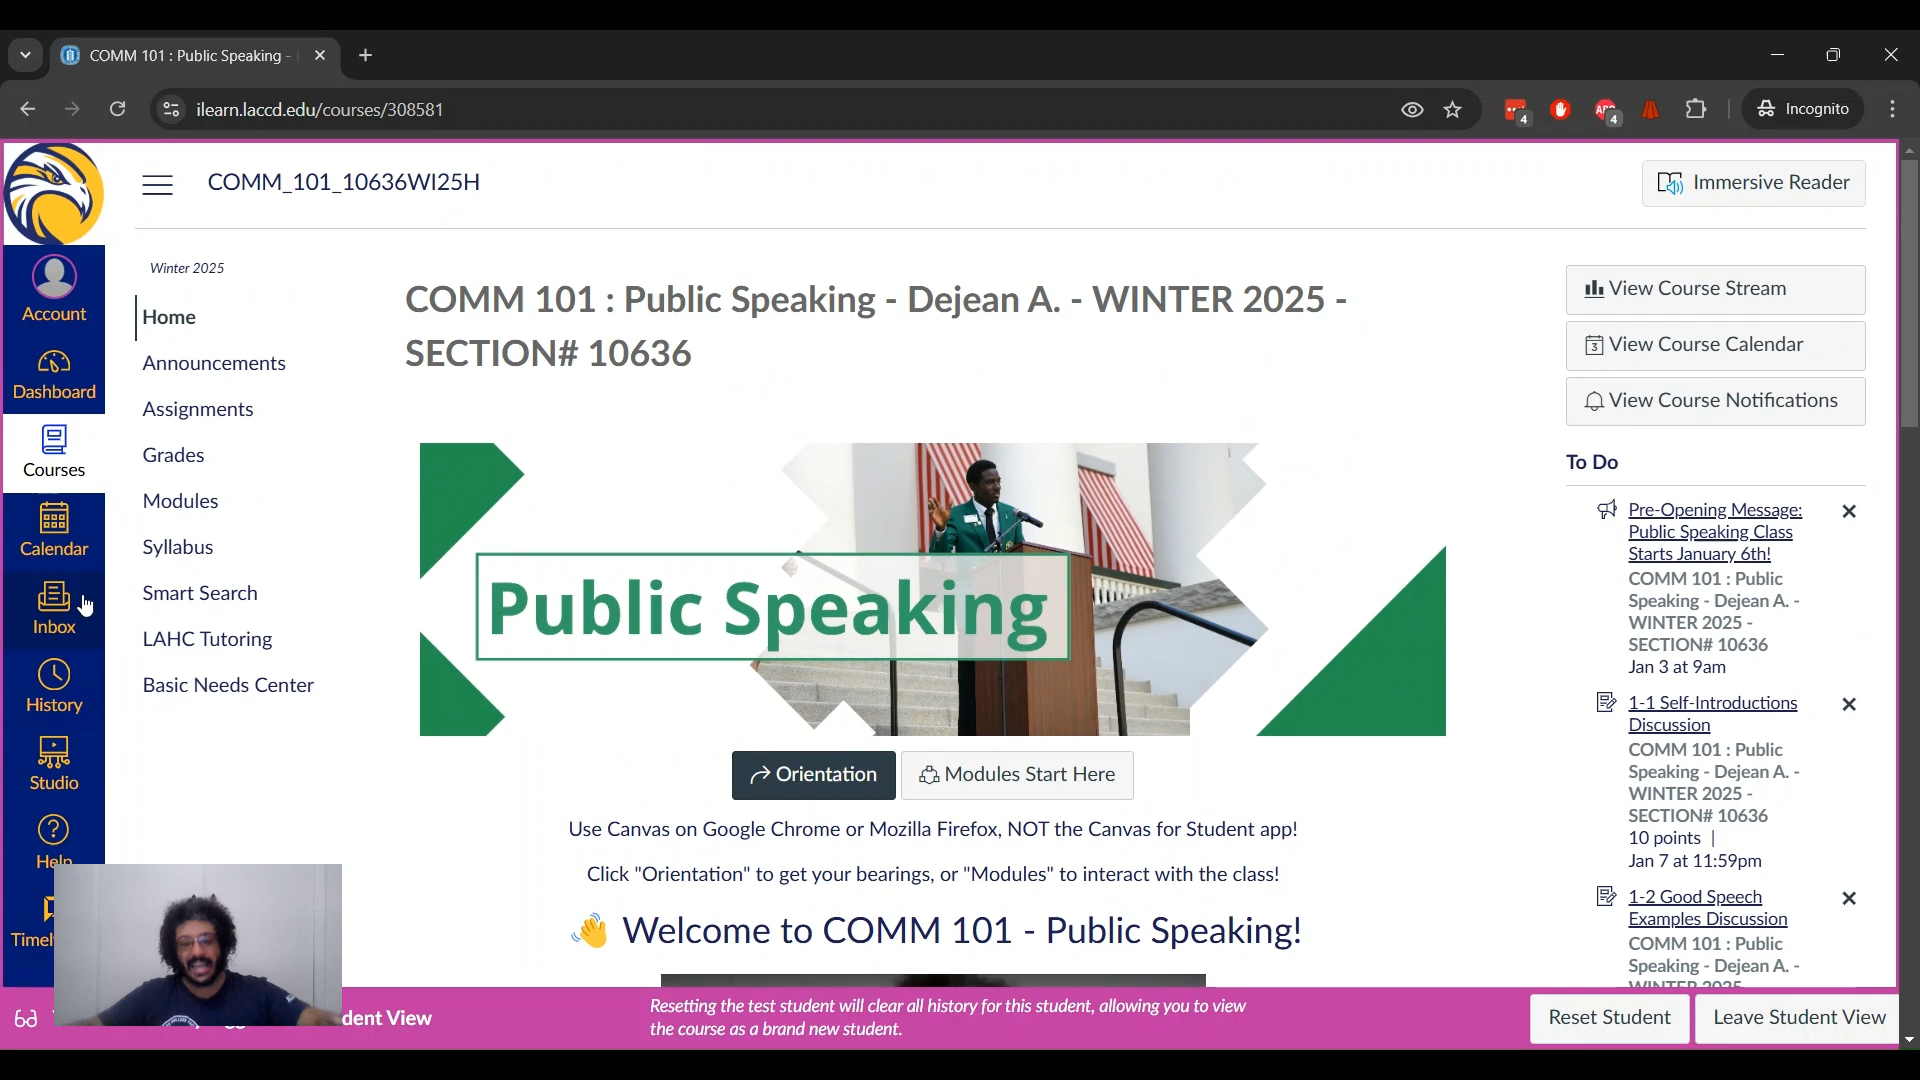 COMM 101 : Public Speaking -
ilearn.laccd.edu/courses/308581
4
4
Incognito
COMM_101_10636WI25H
Immersive Reader
Account
Dashboard
Courses
Calendar
Inbox
History
Studio
Help
Winter 2025
Home
Announcements
Assignments
Grades
Modules
Syllabus
Smart Search
LAHC Tutoring
Basic Needs Center
COMM 101 : Public Speaking - Dejean A. - WINTER 2025 -
SECTION# 10636
Public Speaking
Orientation
Modules Start Here
Use Canvas on Google Chrome or Mozilla Firefox, NOT the Canvas for Student app!
Click "Orientation" to get your bearings, or "Modules" to interact with the class!
Welcome to COMM 101 - Public Speaking!
View Course Stream
3 View Course Calendar
View Course Notifications
To Do
Pre-Opening Message:
Public Speaking Class
Starts January 6th!
COMM 101 : Public
Speaking - Dejean A. -
WINTER 2025 -
SECTION# 10636
Jan 3 at 9am
1-1 Self-Introductions
Discussion
COMM 101 : Public
Speaking - Dejean A. -
WINTER 2025 -
SECTION# 10636
10 points |
Jan 7 at 11:59pm
1-2 Good Speech
Examples Discussion
COMM 101 : Public
Speaking - Dejean A. -
WINTER 2025
dent View
Resetting the test student will clear all history for this student, allowing you to view
the course as a brand new student.
Reset Student
Leave Student View